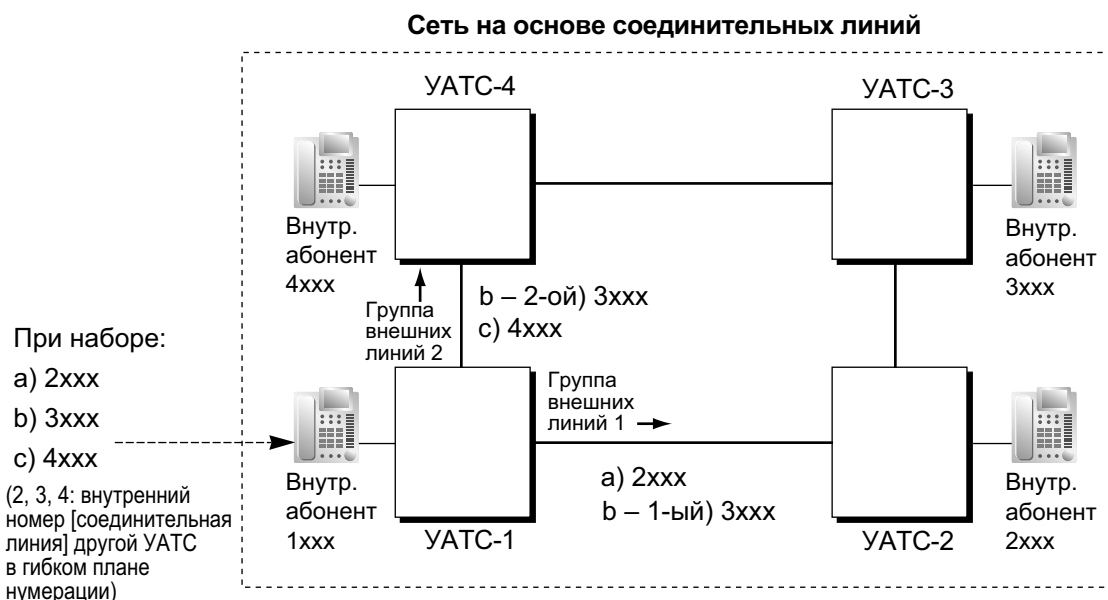 Сеть на основе соединительных линий
УАТС-4
УАТС-3
Внутр.
абонент
4xxx
Внутр.
абонент
3xxx
Группа
внешних
линий 2
b – 2-ой) 3xxx
c) 4xxx
При наборе:
a) 2xxx
b) 3xxx
c) 4xxx
(2, 3, 4: внутренний
номер [соединительная
линия] другой УАТС
в гибком плане
нумерации)
Группа
внешних
линий 1
a) 2xxx
b – 1-ый) 3xxx
Внутр.
абонент
1xxx
УАТС-1
УАТС-2
Внутр.
абонент
2xxx